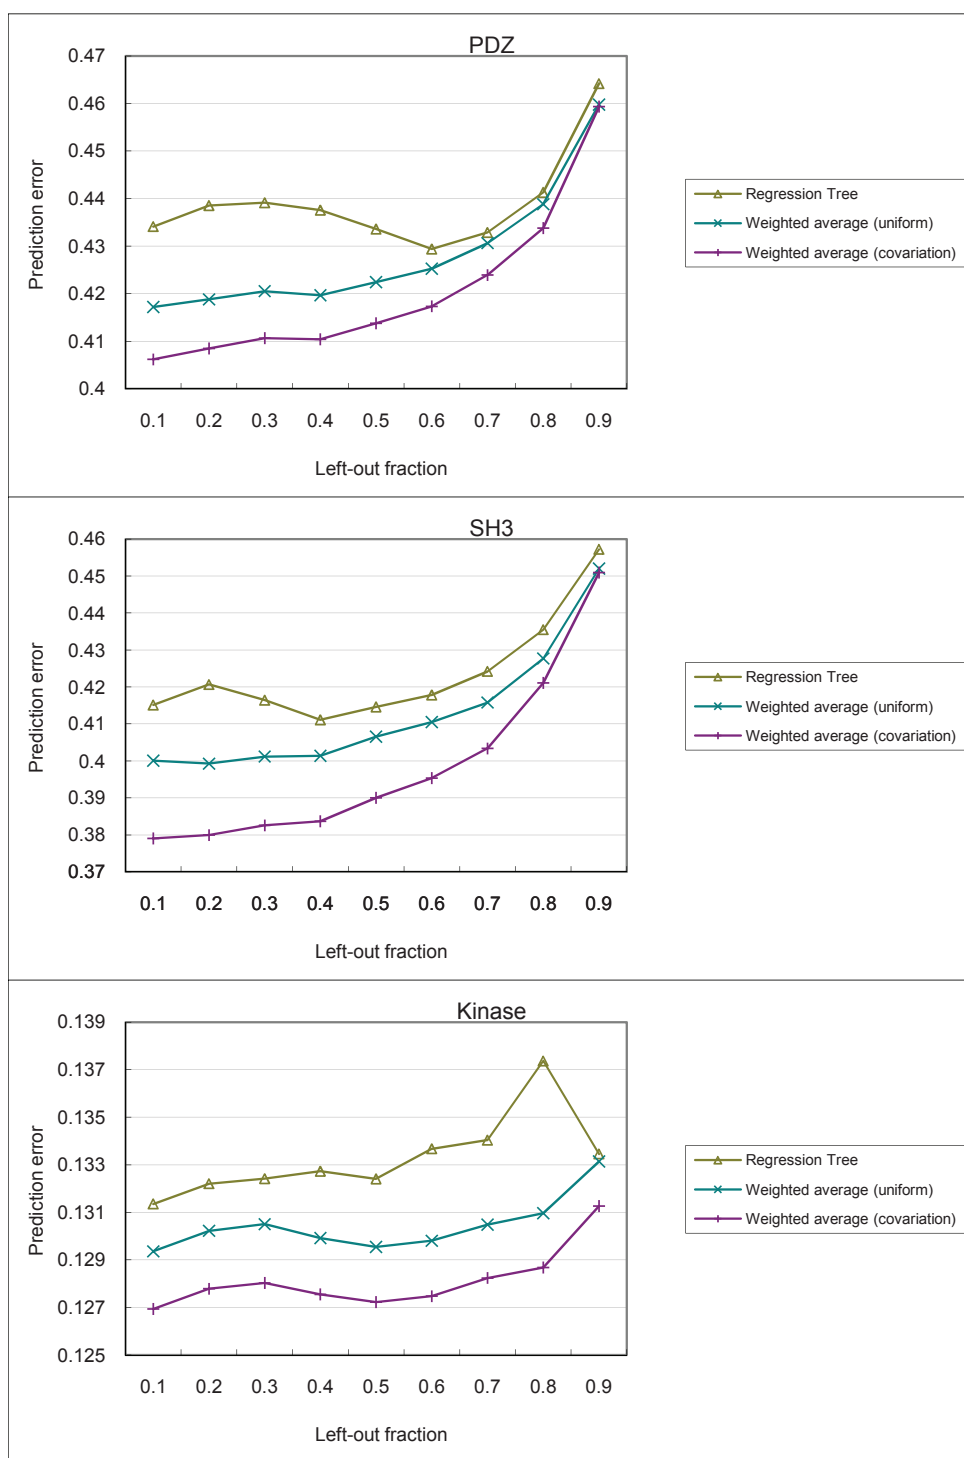 PDZ
0.47
0.46
0.45
0.44
0.43
0.42
0.41
0.4
Prediction error
0.1 0.2 0.3 0.4 0.5 0.6 0.7 0.8 0.9
Left-out fraction
Regression Tree
Weighted average (uniform)
Weighted average (covariation)
SH3
0.46
0.45
0.44
0.43
0.42
0.41
0.4
0.39
0.38
0.37
Prediction error
0.1 0.2 0.3 0.4 0.5 0.6 0.7 0.8 0.9
Left-out fraction
Regression Tree
Weighted average (uniform)
Weighted average (covariation)
Kinase
0.139
0.137
0.135
0.133
0.131
0.129
0.127
0.125
Prediction error
0.1 0.2 0.3 0.4 0.5 0.6 0.7 0.8 0.9
Left-out fraction
Regression Tree
Weighted average (uniform)
Weighted average (covariation)